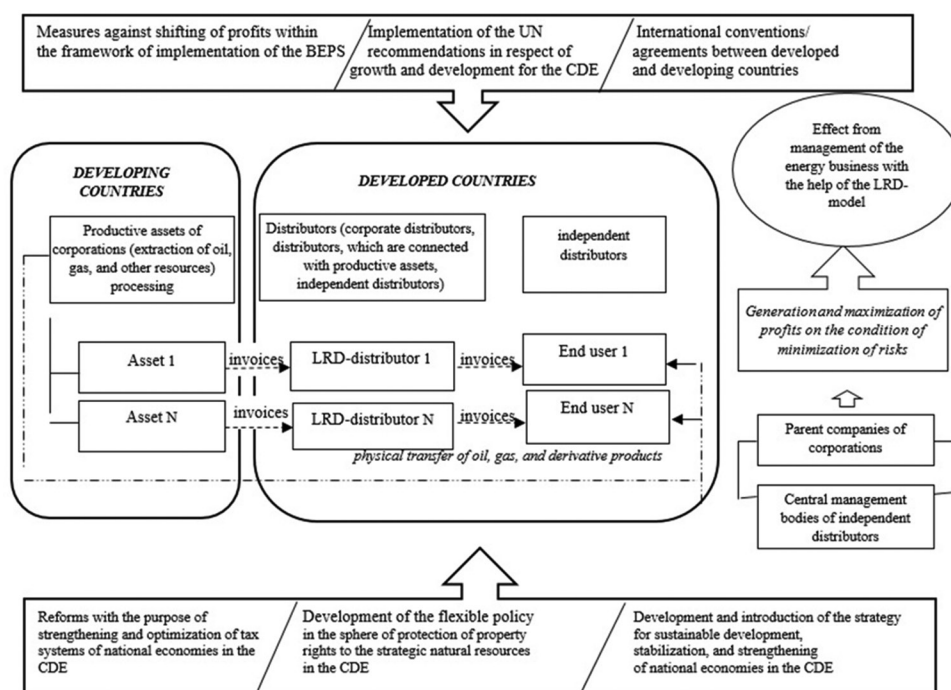 Measures against shifting of profits within
the framework of implementation of the BEPS
Implementation of the UN
recommendations in respect of
growth and development for the CDE
International conventions/
agreements between developed
and developing countries
Effect from
management of the
energy business with
the help of the LRD-
model
DEVELOPING
COUNTRIES
DEVELOPED COUNTRIES
Productive assets of
corporations (extraction of oil,
gas, and other resources)
processing
Distributors (corporate distributors,
distributors, which are connected
with productive assets,
independent distributors)
independent
distributors
Generation and maximization of
profits on the condition of
minimization of risks
Asset 1
invoices
LRD-distributor 1
invoices
End user 1
Asset N
invoices
LRD-distributor N
invoices
End user N
physical transfer of oil, gas, and derivative products
Parent companies of
corporations
Central management
bodies of independent
distributors
Reforms with the purpose of
strengthening and optimization of tax
systems of national economies in the
CDE
Development of the flexible policy
in the sphere of protection of property
rights to the strategic natural resources
in the CDE
Development and introduction of the strategy
for sustainable development,
stabilization, and strengthening
of national economies in the CDE